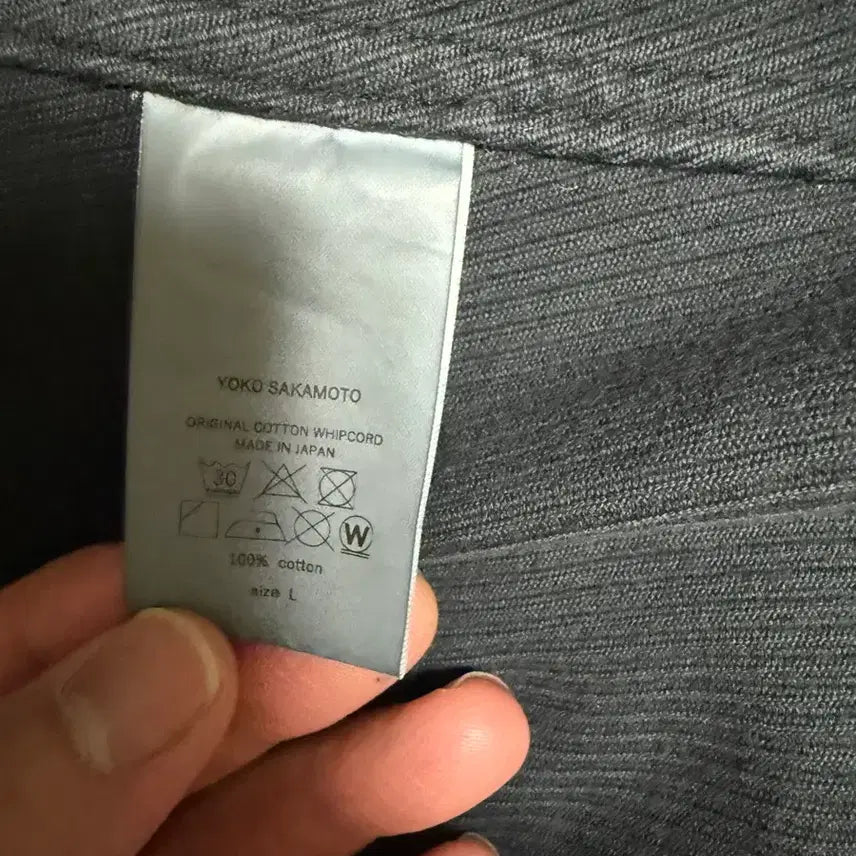 YOKO SAKAMOTO
ORIGINAL COTTON WHIPCORD
MADE IN JAPAN
30
W
100% cotton
size L